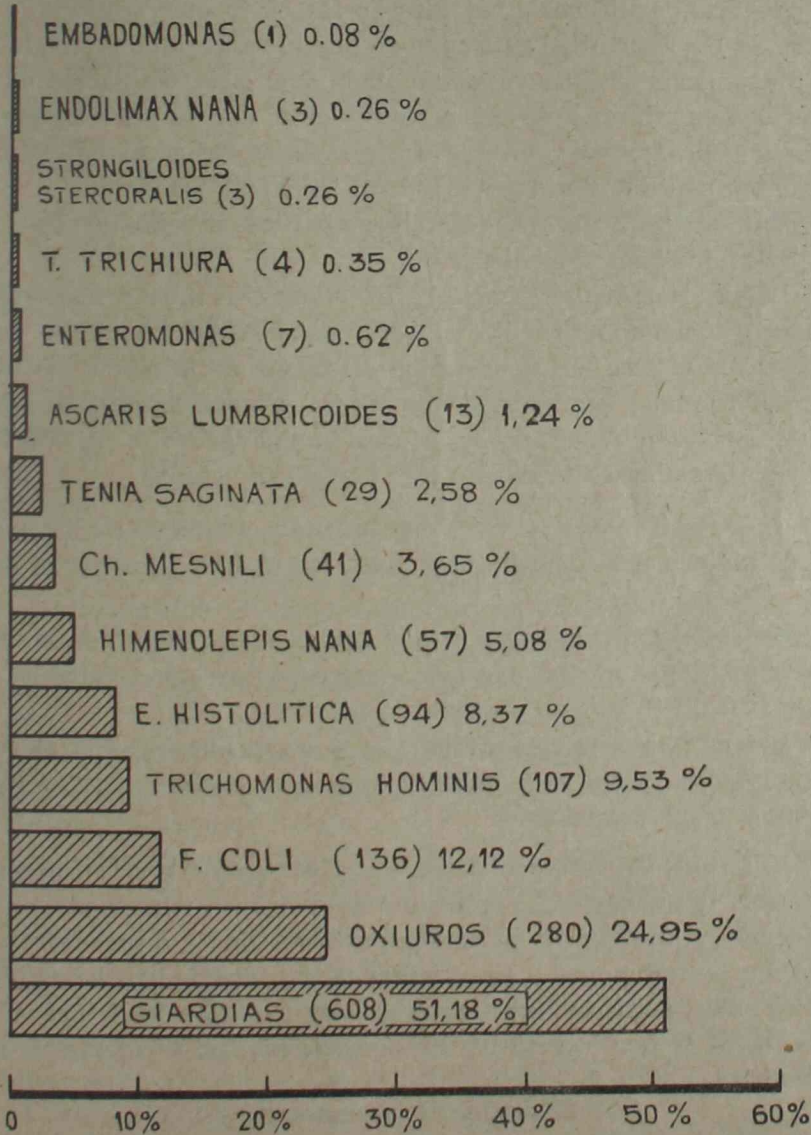 EMBADOMONAS (1) 0.08 %
ENDOLIMAX NANA (3) 0.26 %
STRONGILOIDES
STERCORALIS (3) 0.26 %
T. TRICHIURA (4) 0.35 %
ENTEROMONAS (7) 0.62 %
ASCARIS LUMBRICOIDES (13) 1,24 %
TENIA SAGINATA (29) 2,58 %
Ch. MESNILI (41) 3,65 %
HIMENOLEPIS NANA (57) 5,08 %
E. HISTOLITICA (94) 8,37 %
TRICHOMONAS HOMINIS (107) 9,53 %
F. COLI (136) 12,12 %
OXIUROS (280) 24,95 %
GIARDIAS (608) 51,18 %
0 10% 20% 30% 40% 50% 60%